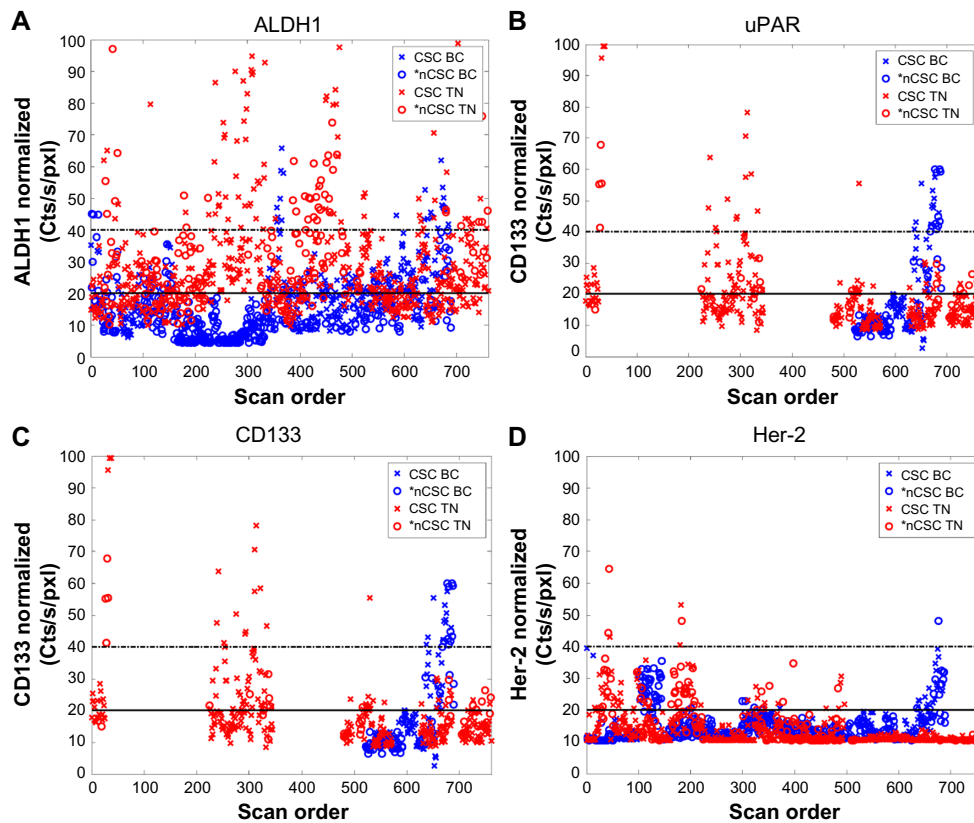 A
ALDH1
ALDH1 normalized
(Cts/s/pxl)
100
90
80
70
60
50
40
30
20
10
0
0 100 200 300 400 500 600 700
Scan order
CSC BC
*nCSC BC
CSC TN
*nCSC TN
B
uPAR
CD133 normalized
(Cts/s/pxl)
100
90
80
70
60
50
40
30
20
10
0
0 100 200 300 400 500 600 700
Scan order
CSC BC
*nCSC BC
CSC TN
*nCSC TN
C
CD133
CD133 normalized
(Cts/s/pxl)
100
90
80
70
60
50
40
30
20
10
0
0 100 200 300 400 500 600 700
Scan order
CSC BC
*nCSC BC
CSC TN
*nCSC TN
D
Her-2
Her-2 normalized
(Cts/s/pxl)
100
90
80
70
60
50
40
30
20
10
0
0 100 200 300 400 500 600 700
Scan order
CSC BC
*nCSC BC
CSC TN
*nCSC TN